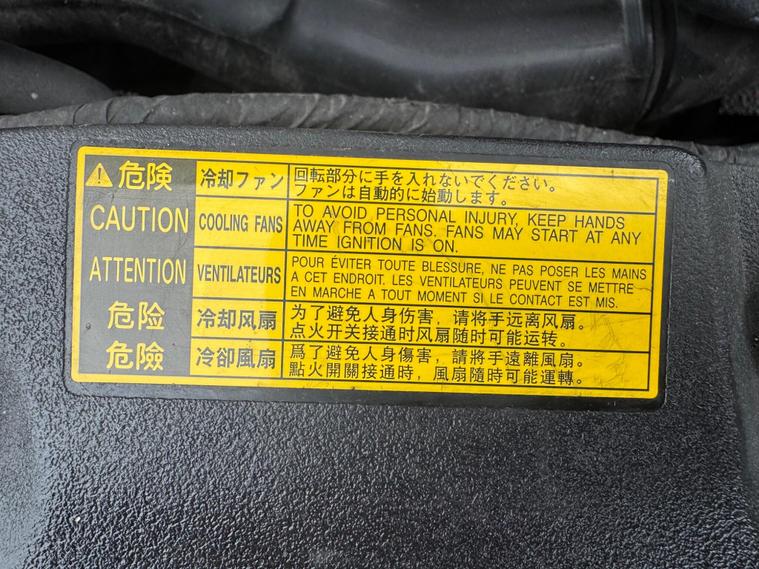 危険 冷却ファン 回転部分に手を入れないでください。
ファンは自動的に始動します。
CAUTION COOLING FANS TO AVOID PERSONAL INJURY, KEEP HANDS
AWAY FROM FANS. FANS MAY START AT ANY
TIME IGNITION IS ON.
ATTENTION VENTILATEURS POUR ÉVITER TOUTE BLESSURE, NE PAS POSER LES MAINS
A CET ENDROIT. LES VENTILATEURS PEUVENT SE METTRE
EN MARCHE A TOUT MOMENT SI LE CONTACT EST MIS.
危险 冷却风扇 为了避免人身伤害，请将手远离风扇。
点火开关接通时风扇随时可能运转。
危險 冷卻風扇 爲了避免人身傷害，請將手遠離風扇。
點火開關接通時，風扇隨時可能運轉。